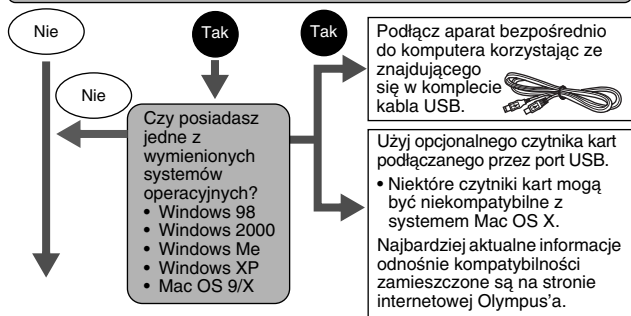 Nie
Tak
Tak
Nie
Czy posiadasz
jedne z
wymienionych
systemów
operacyjnych?
• Windows 98
• Windows 2000
• Windows Me
• Windows XP
• Mac OS 9/X
Podłącz aparat bezpośrednio
do komputera korzystając ze
znajdującego
się w komplecie
kabla USB.
Użyj opcjonalnego czytnika kart
podłączanego przez port USB.
• Niektóre czytniki kart mogą
być niekompatybilne z
systemem Mac OS X.
Najbardziej aktualne informacje
odnośnie kompatybilności
zamieszczone są na stronie
internetowej Olympus'a.